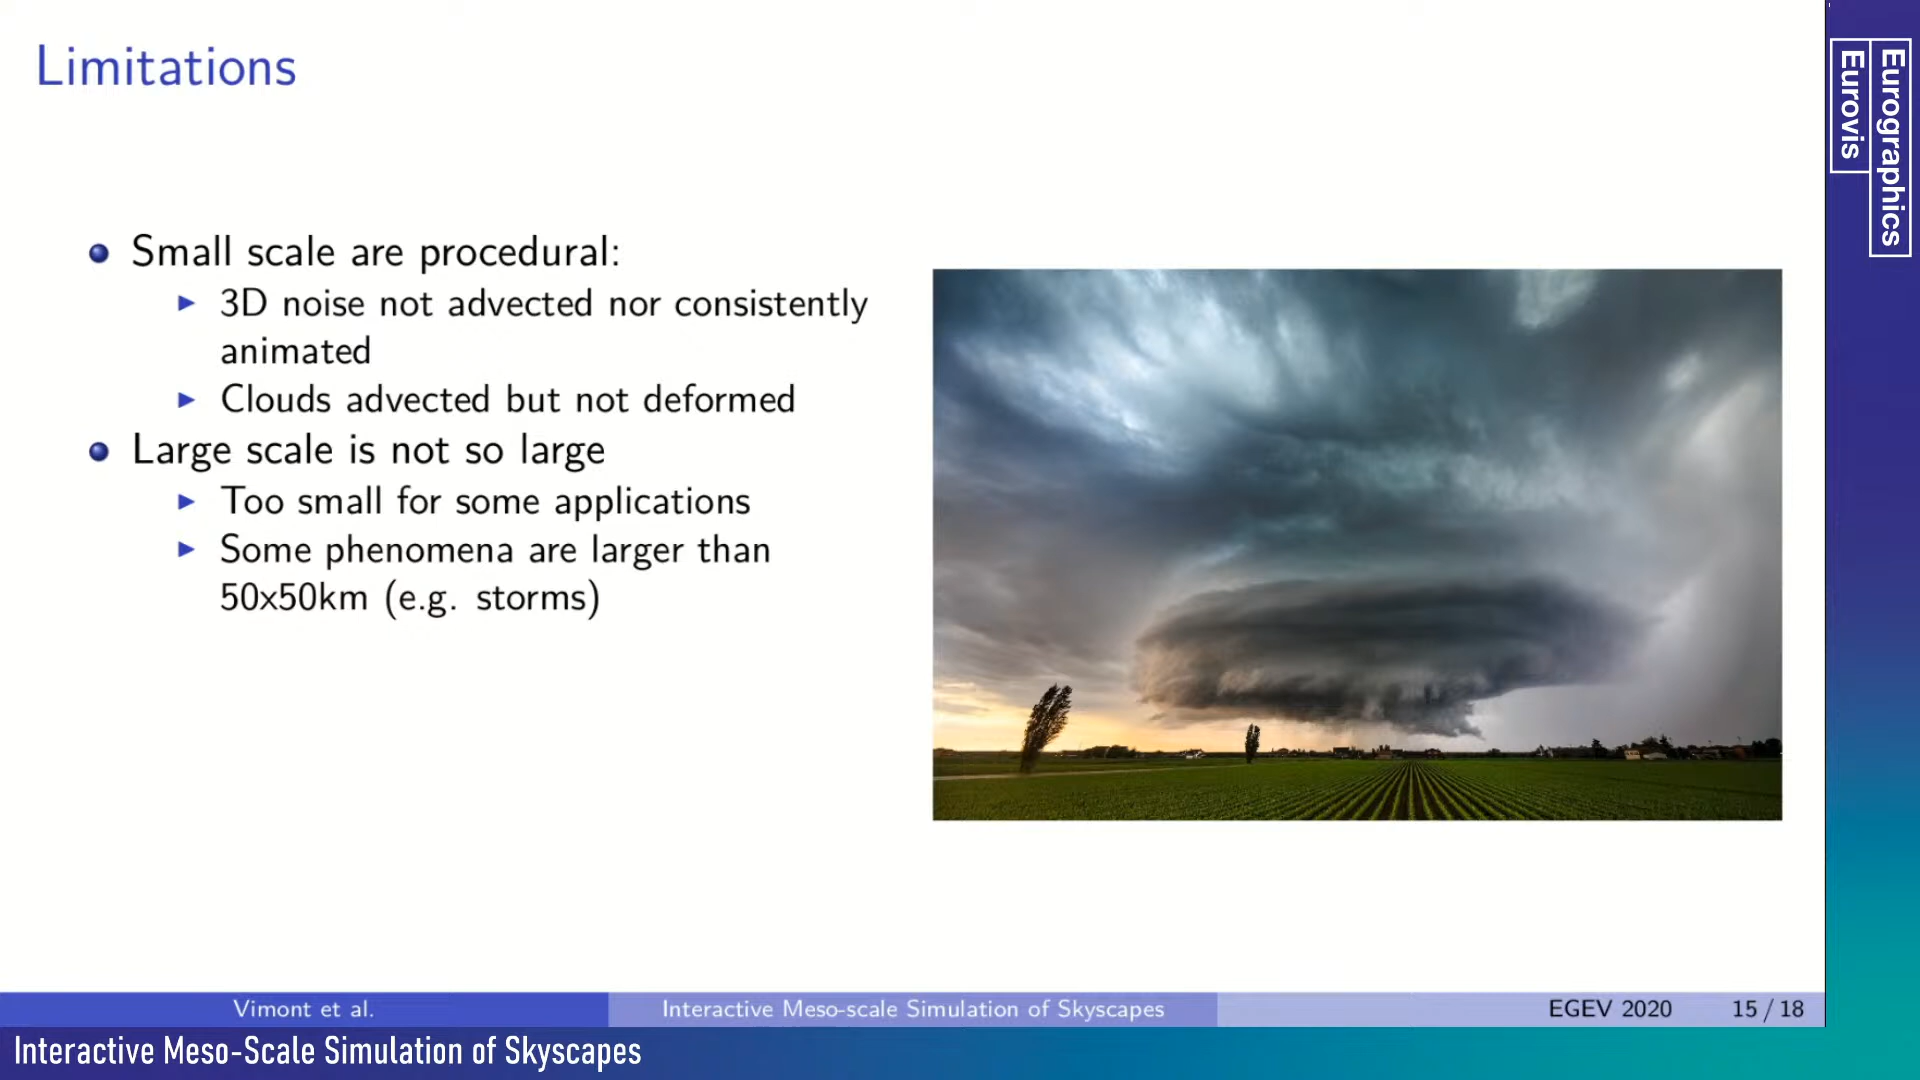 Limitations
Small scale are procedural:
3D noise not advected nor consistently
animated
Clouds advected but not deformed
Large scale is not so large
Too small for some applications
Some phenomena are larger than
50x50km (e.g. storms)
Vimont et al.
Interactive Meso-scale Simulation of Skyscapes
EGEV 2020
15 / 18
Interactive Meso-Scale Simulation of Skyscapes
Eurographics
Eurovis